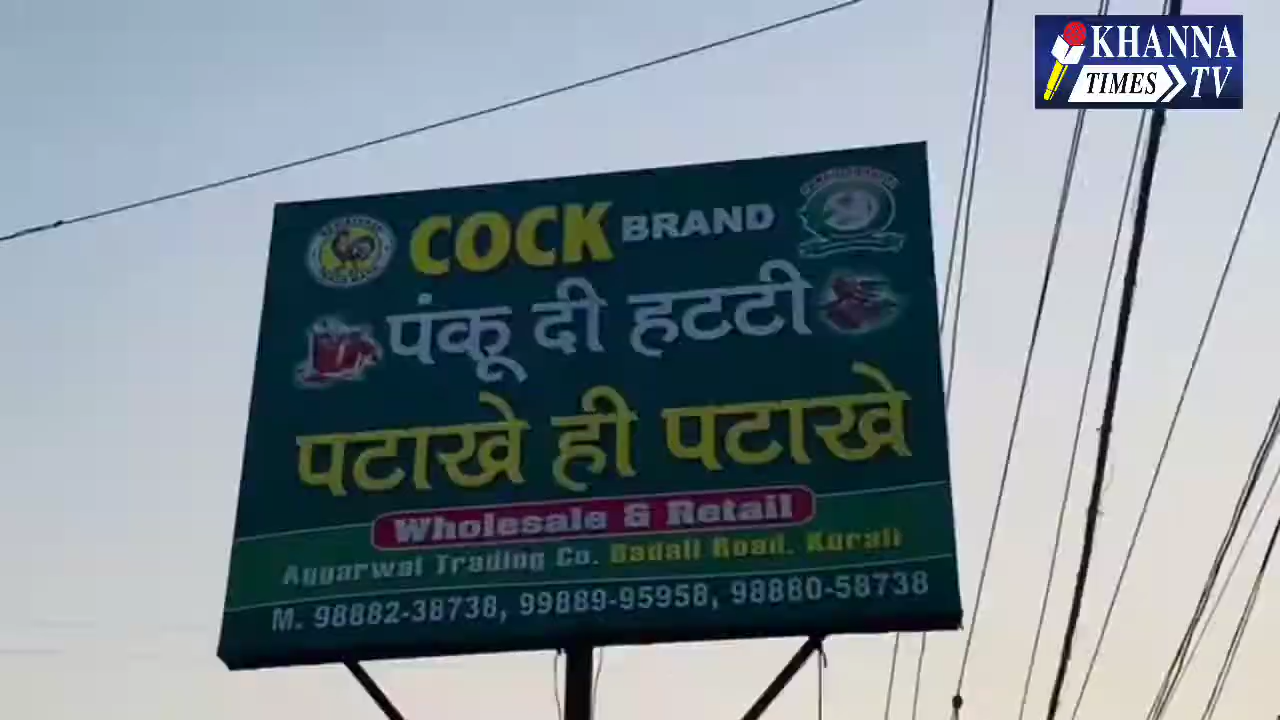 KHANNA
TIMES TV
COCK BRAND
पंकू दी हटटी
पटाखे ही पटाखे
Wholesale & Retail
Aggarwal Trading Co. Badali Road, Kurali
M. 98882-38738, 99889-95958, 98880-58738